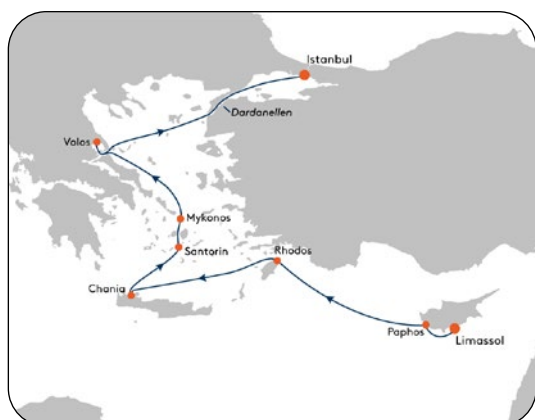 Istanbul
Dardanellen
Volos
Mykonos
Santorin
Rhodos
Chania
Paphos
Limassol